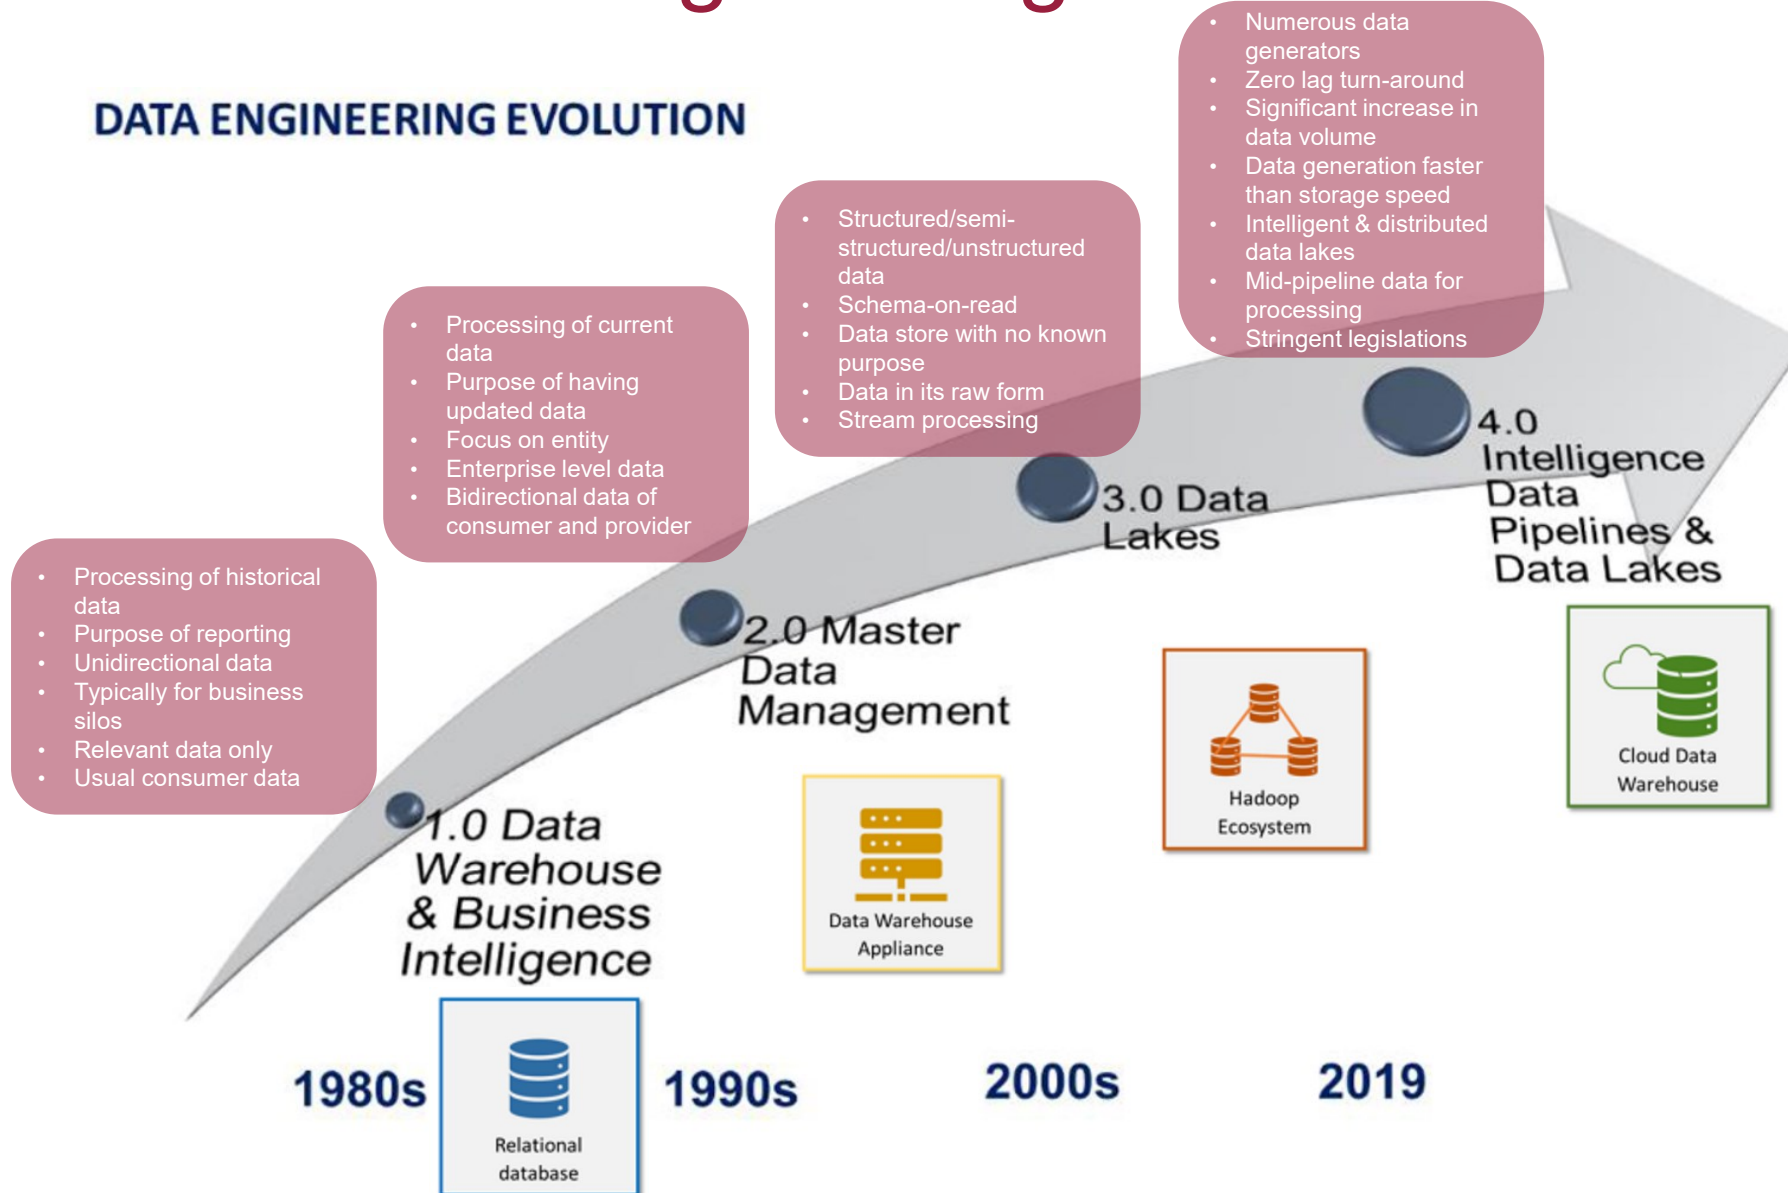 DATA ENGINEERING EVOLUTION
• Numerous data
generators
• Zero lag turn-around
• Significant increase in
data volume
• Data generation faster
than storage speed
• Intelligent & distributed
data lakes
• Mid-pipeline data for
processing
• Stringent legislations
• Structured/semi-
structured/unstructured
data
• Schema-on-read
• Data store with no known
purpose
• Data in its raw form
• Stream processing
• Processing of current
data
• Purpose of having
updated data
• Focus on entity
• Enterprise level data
• Bidirectional data of
consumer and provider
• Processing of historical
data
• Purpose of reporting
• Unidirectional data
• Typically for business
silos
• Relevant data only
• Usual consumer data
4.0
Intelligence
Data
Pipelines &
Data Lakes
3.0 Data
Lakes
2.0 Master
Data
Management
1.0 Data
Warehouse
& Business
Intelligence
Cloud Data
Warehouse
Hadoop
Ecosystem
Data Warehouse
Appliance
Relational
database
1980s
1990s
2000s
2019